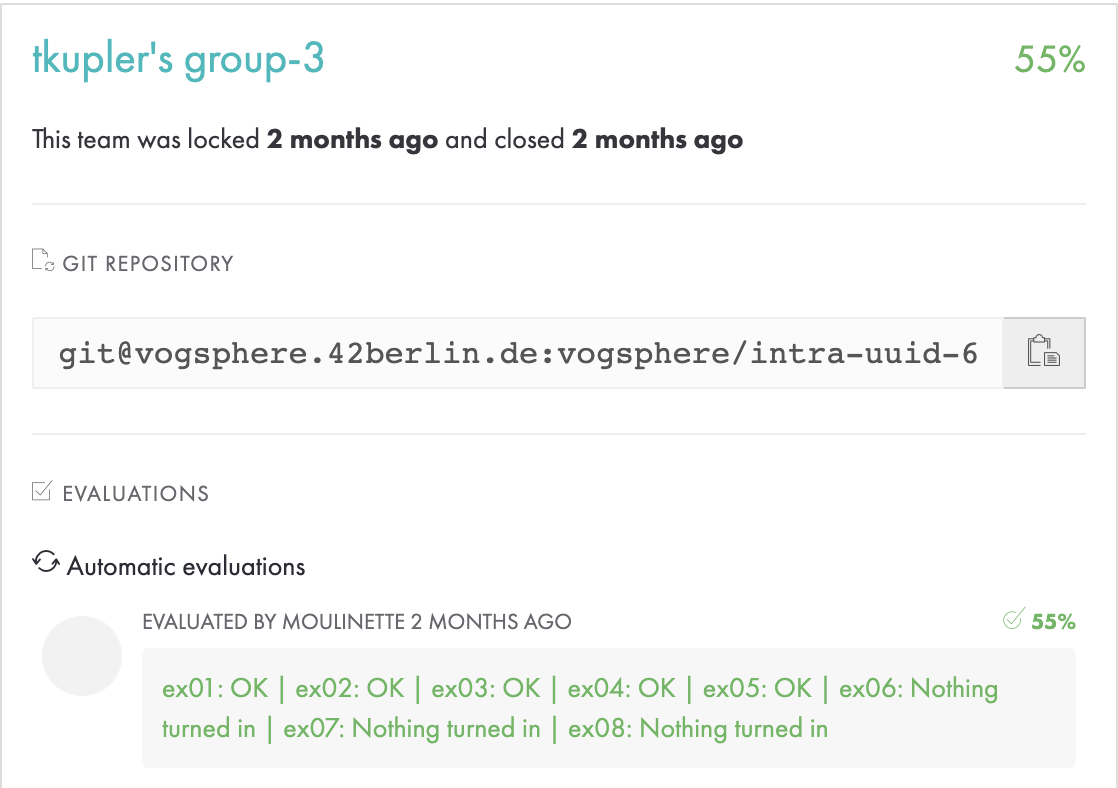 tkupler's group-3
55%
This team was locked 2 months ago and closed 2 months ago
GIT REPOSITORY
git@vogsphere.42berlin.de:vogsphere/intra-uuid-6
EVALUATIONS
Automatic evaluations
EVALUATED BY MOULINETTE 2 MONTHS AGO
55%
ex01: OK | ex02: OK | ex03: OK | ex04: OK | ex05: OK | ex06: Nothing
turned in | ex07: Nothing turned in | ex08: Nothing turned in